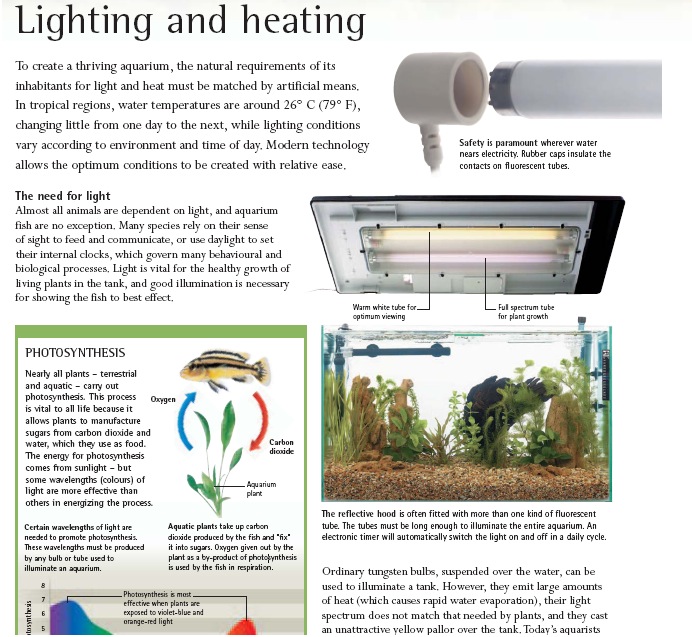 Lighting and heating
To create a thriving aquarium, the natural requirements of its
inhabitants for light and heat must be matched by artificial means.
In tropical regions, water temperatures are around 26° C (79° F),
changing little from one day to the next, while lighting conditions
vary according to environment and time of day. Modern technology
allows the optimum conditions to be created with relative ease.
Safety is paramount wherever water
nears electricity. Rubber caps insulate the
contacts on fluorescent tubes.
The need for light
Almost all animals are dependent on light, and aquarium
fish are no exception. Many species rely on their sense
of sight to feed and communicate, or use daylight to set
their internal clocks, which govern many behavioural and
biological processes. Light is vital for the healthy growth of
living plants in the tank, and good illumination is necessary
for showing the fish to best effect.
Warm white tube for
optimum viewing
Full spectrum tube
for plant growth
PHOTOSYNTHESIS
Nearly all plants – terrestrial
and aquatic – carry out
photosynthesis. This process
is vital to all life because it
allows plants to manufacture
sugars from carbon dioxide and
water, which they use as food.
The energy for photosynthesis
comes from sunlight – but
some wavelengths (colours) of
light are more effective than
others in energizing the process.
Oxygen
Carbon
dioxide
Aquarium
plant
Certain wavelengths of light are
needed to promote photosynthesis.
These wavelengths must be produced
by any bulb or tube used to
illuminate an aquarium.
Aquatic plants take up carbon
dioxide produced by the fish and "fix"
it into sugars. Oxygen given out by the
plant as a by-product of photosynthesis
is used by the fish in respiration.
8
7
6
5
Photosynthesis is most
effective when plants are
exposed to violet-blue and
orange-red light
The reflective hood is often fitted with more than one kind of fluorescent
tube. The tubes must be long enough to illuminate the entire aquarium. An
electronic timer will automatically switch the light on and off in a daily cycle.
Ordinary tungsten bulbs, suspended over the water, can be
used to illuminate a tank. However, they emit large amounts
of heat (which causes rapid water evaporation), their light
spectrum does not match that needed by plants, and they cast
an unattractive yellow pallor over the tank. Today's aquarists